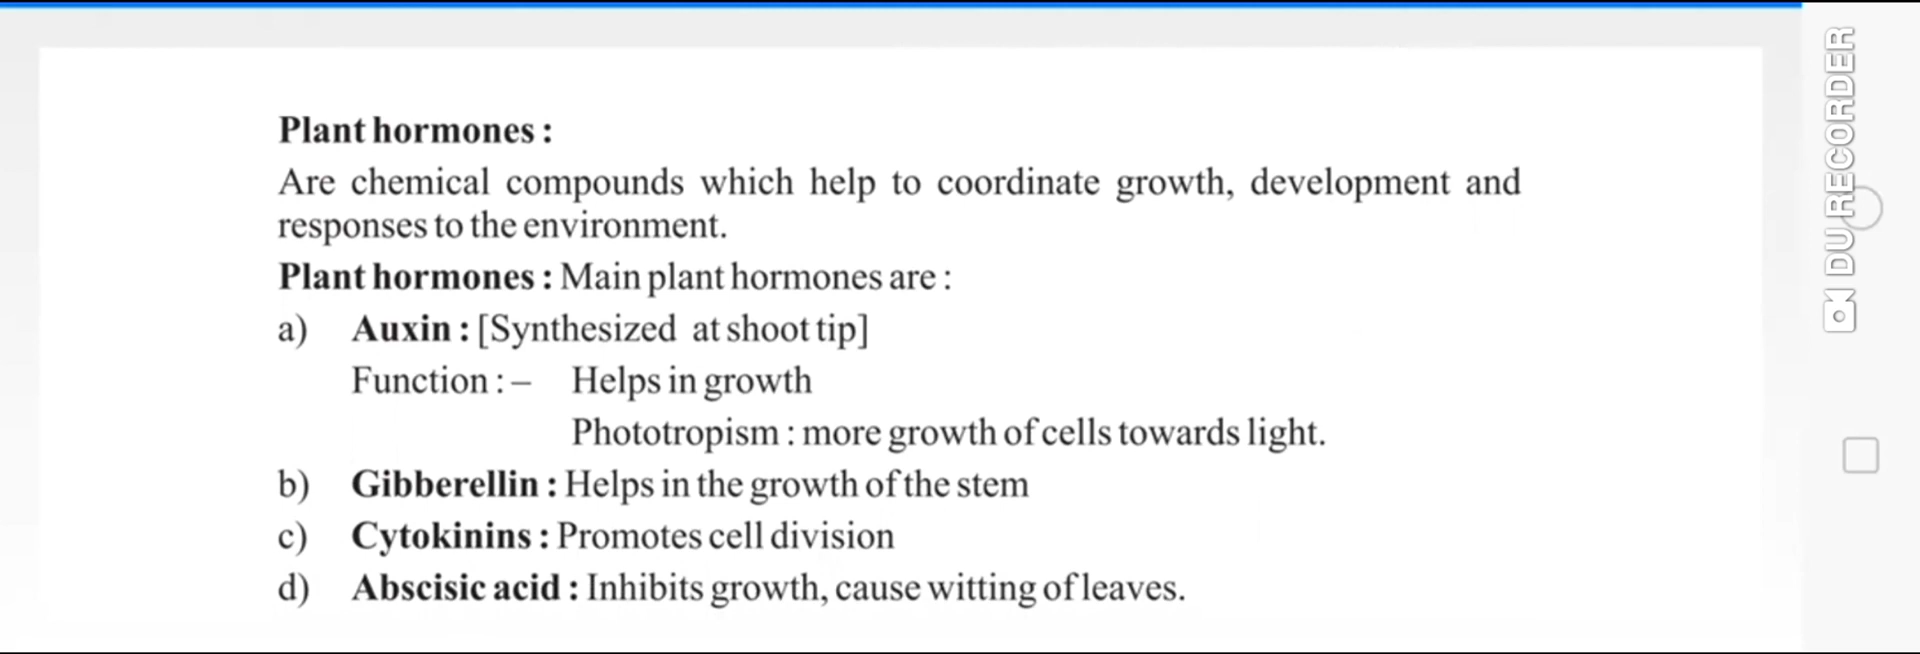 Plant hormones :
Are chemical compounds which help to coordinate growth, development and
responses to the environment.
Plant hormones : Main plant hormones are :
a) Auxin : [Synthesized at shoot tip]
Function : – Helps in growth
Phototropism : more growth of cells towards light.
b) Gibberellin : Helps in the growth of the stem
c) Cytokinins : Promotes cell division
d) Abscisic acid : Inhibits growth, cause witting of leaves.
DU RECORDER